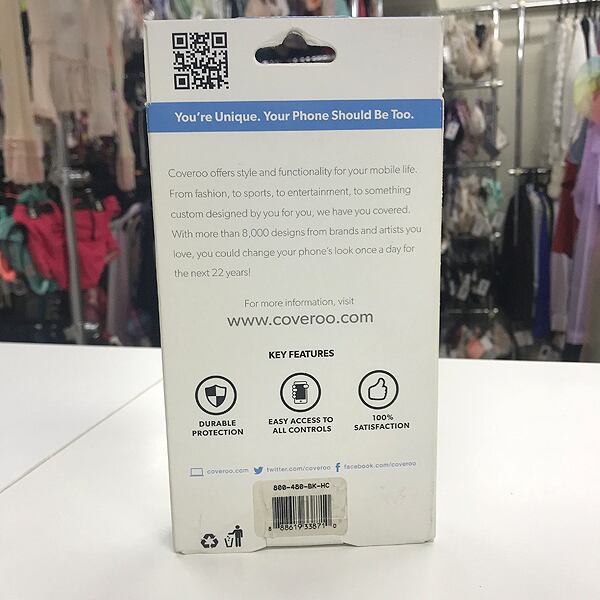 You're Unique. Your Phone Should Be Too.
Coveroo offers style and functionality for your mobile life.
From fashion, to sports, to entertainment, to something
custom designed by you for you, we have you covered.
With more than 8,000 designs from brands and artists you
love, you could change your phone's look once a day for
the next 22 years!
For more information, visit
www.coveroo.com
KEY FEATURES
DURABLE
PROTECTION
EASY ACCESS TO
ALL CONTROLS
100%
SATISFACTION
coveroo.com twitter.com/coveroo facebook.com/coveroo
800-480-BK-HC
8 88619 33871 0